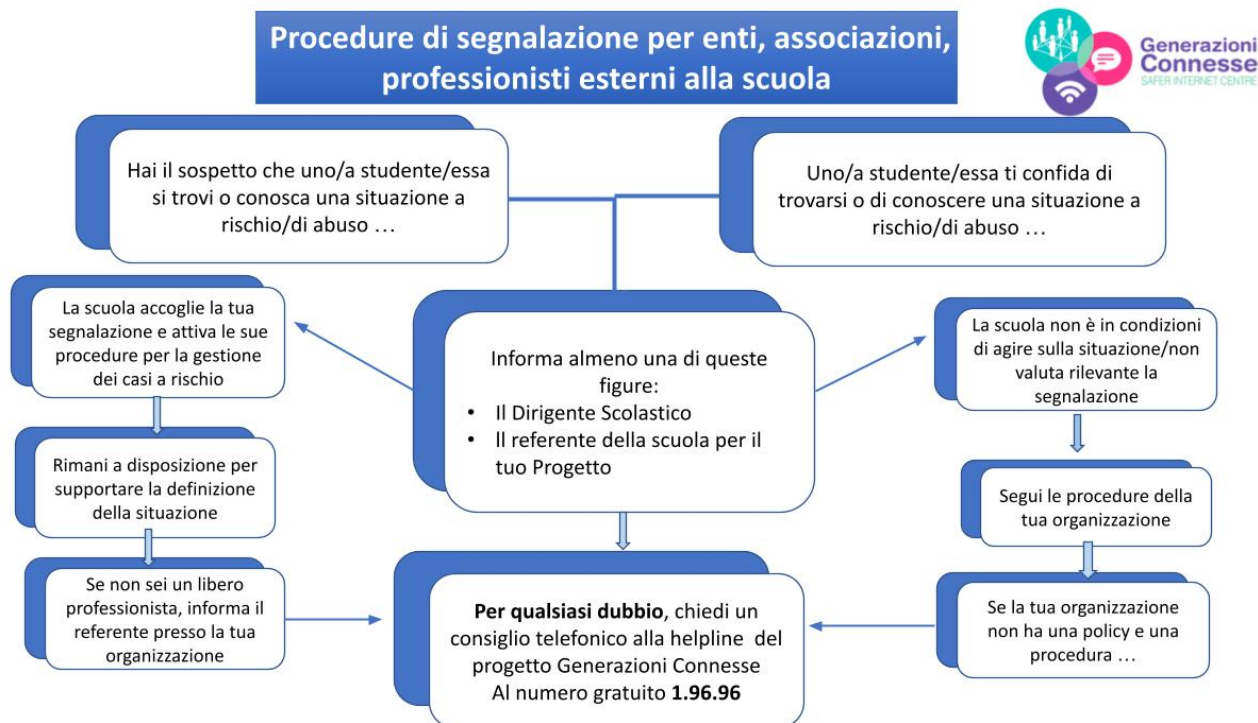 Procedure di segnalazione per enti, associazioni,
professionisti esterni alla scuola
Generazioni
Connesse
SAFER INTERNET CENTRE
Hai il sospetto che uno/a studente/essa
si trovi o conosca una situazione a
rischio/di abuso …
Uno/a studente/essa ti confida di
trovarsi o di conoscere una situazione a
rischio/di abuso …
La scuola accoglie la tua
segnalazione e attiva le sue
procedure per la gestione
dei casi a rischio
Informa almeno una di queste
figure:
• Il Dirigente Scolastico
• Il referente della scuola per il
tuo Progetto
La scuola non è in condizioni
di agire sulla situazione/non
valuta rilevante la
segnalazione
Rimani a disposizione per
supportare la definizione
della situazione
Segui le procedure della
tua organizzazione
Se non sei un libero
professionista, informa il
referente presso la tua
organizzazione
Per qualsiasi dubbio, chiedi un
consiglio telefonico alla helpline del
progetto Generazioni Connesse
Al numero gratuito 1.96.96
Se la tua organizzazione
non ha una policy e una
procedura …